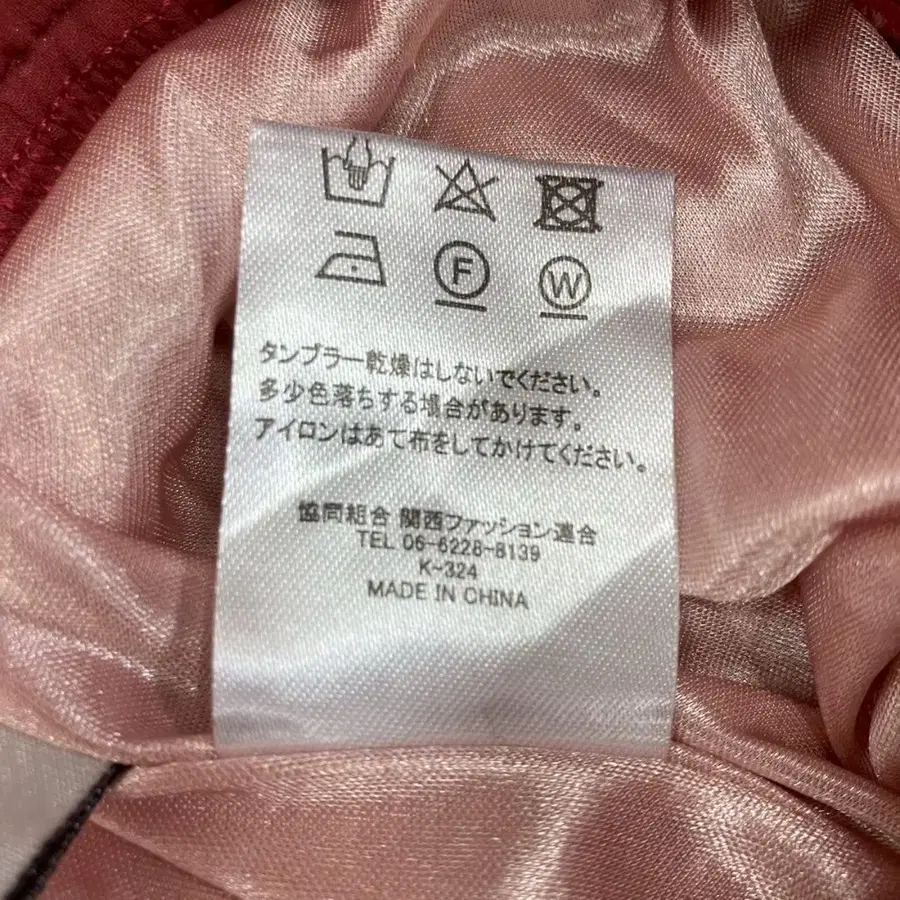 F W
タンブラー乾燥はしないでください。
多少色落ちする場合があります。
アイロンはあて布をしてかけてください。
協同組合 関西ファッション連合
TEL 06-6228-8139
K-324
MADE IN CHINA